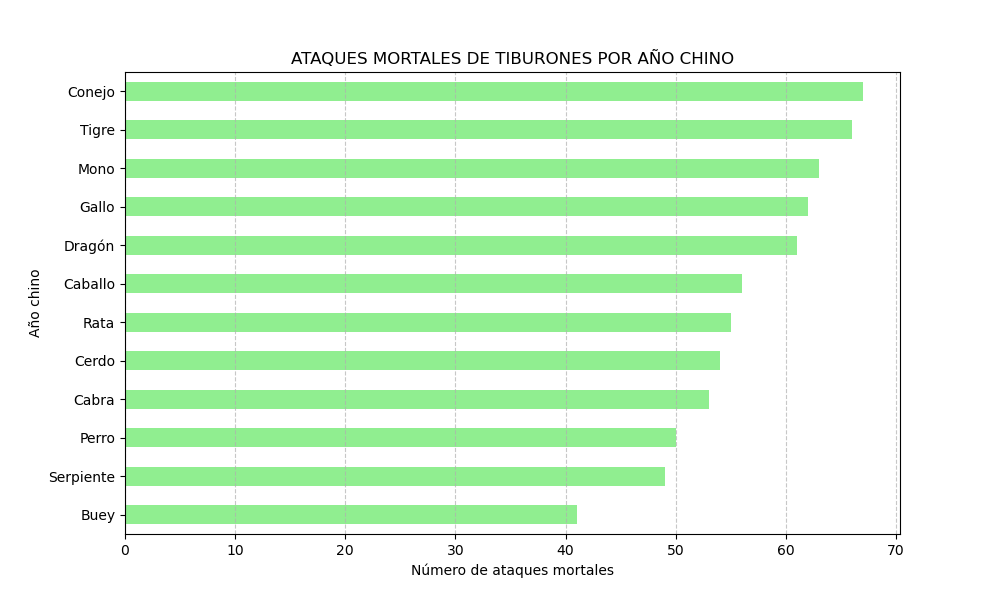 ATAQUES MORTALES DE TIBURONES POR AÑO CHINO
Conejo
Tigre
Mono
Gallo
Dragón
Caballo
Rata
Cerdo
Cabra
Perro
Serpiente
Buey
Año chino
0 10 20 30 40 50 60 70
Número de ataques mortales